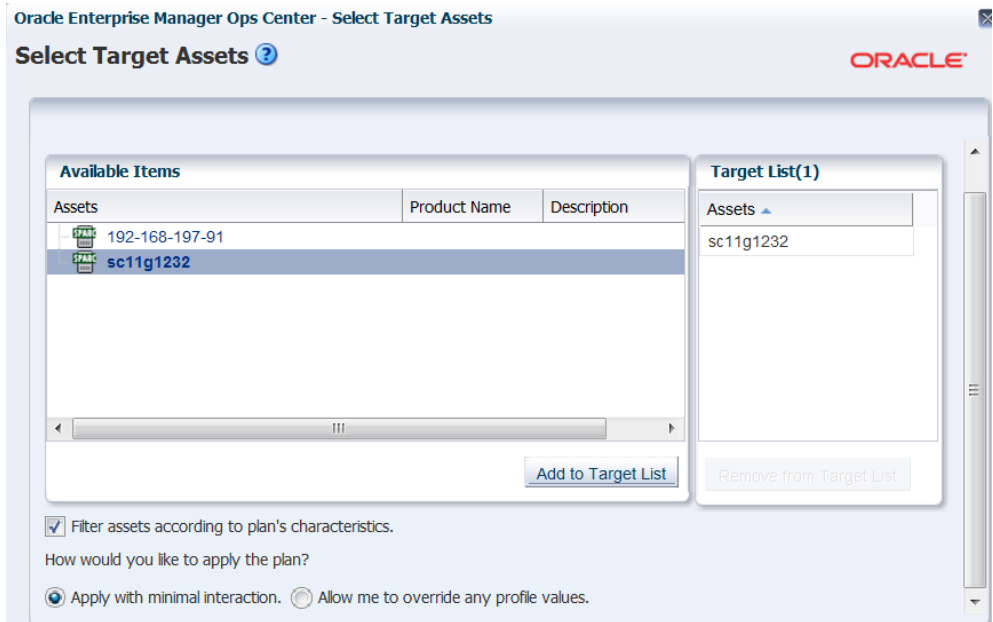 Oracle Enterprise Manager Ops Center - Select Target Assets
Select Target Assets ?
ORACLE
Available Items
Assets Product Name Description
SPARC 192-168-197-91
SPARC sc11g1232
Add to Target List
Target List(1)
Assets
sc11g1232
Remove from Target List
Filter assets according to plan's characteristics.
How would you like to apply the plan?
Apply with minimal interaction. Allow me to override any profile values.